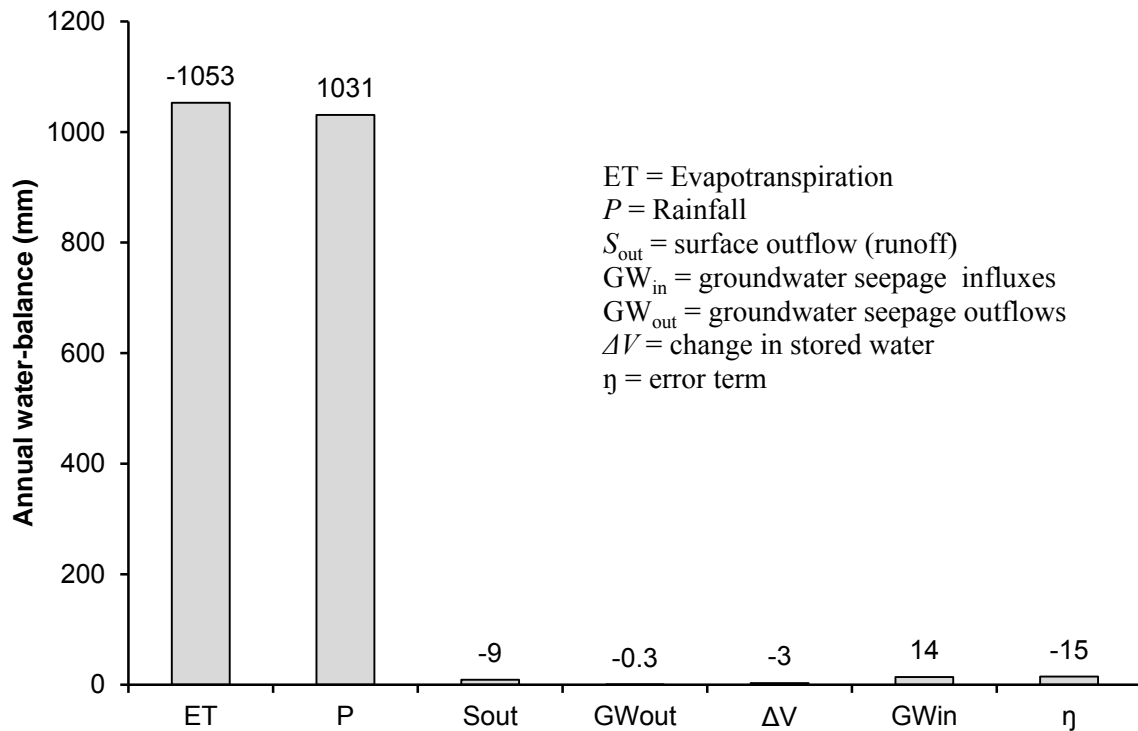 Annual water-balance (mm)
1200
1000
800
600
400
200
0
-1053
1031
-9
-0.3
-3
14
-15
ET = Evapotranspiration
P = Rainfall
Sout = surface outflow (runoff)
GWin = groundwater seepage influxes
GWout = groundwater seepage outflows
ΔV = change in stored water
ŋ = error term
ET P Sout GWout ΔV GWin ŋ